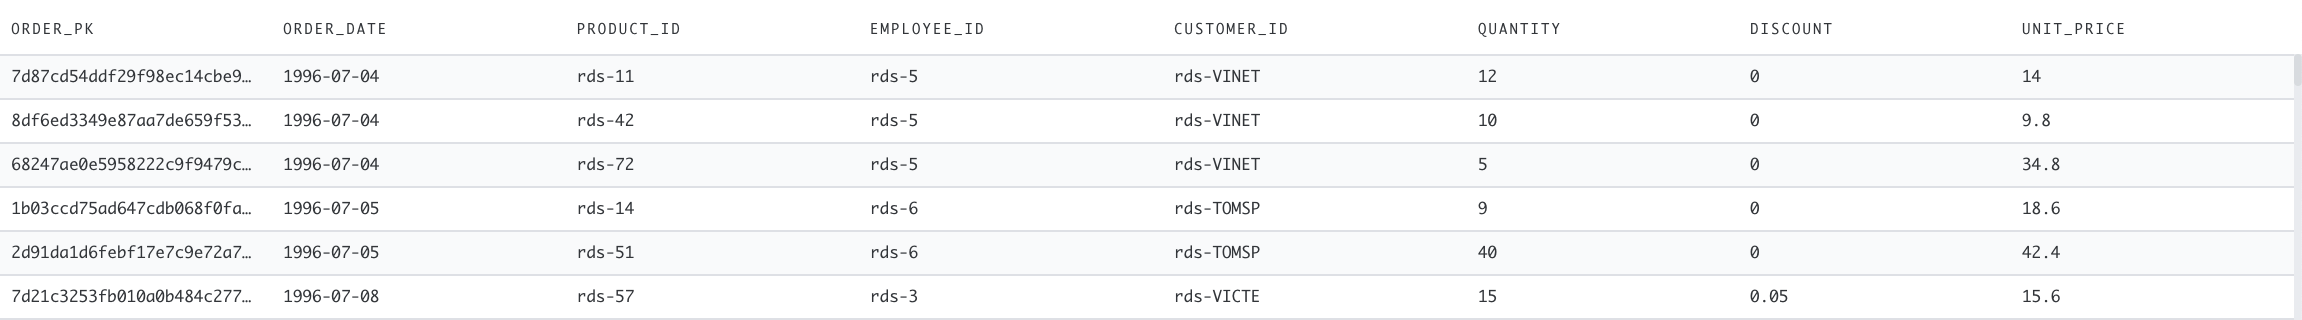 ORDER_PK ORDER_DATE PRODUCT_ID EMPLOYEE_ID CUSTOMER_ID QUANTITY DISCOUNT UNIT_PRICE
7d87cd54ddf29f98ec14cbe9… 1996-07-04 rds-11 rds-5 rds-VINET 12 0 14
8df6ed3349e87aa7de659f53… 1996-07-04 rds-42 rds-5 rds-VINET 10 0 9.8
68247ae0e5958222c9f9479c… 1996-07-04 rds-72 rds-5 rds-VINET 5 0 34.8
1b03ccd75ad647cdb068f0fa… 1996-07-05 rds-14 rds-6 rds-TOMSP 9 0 18.6
2d91da1d6febf17e7c9e72a7… 1996-07-05 rds-51 rds-6 rds-TOMSP 40 0 42.4
7d21c3253fb010a0b484c277… 1996-07-08 rds-57 rds-3 rds-VICTE 15 0.05 15.6